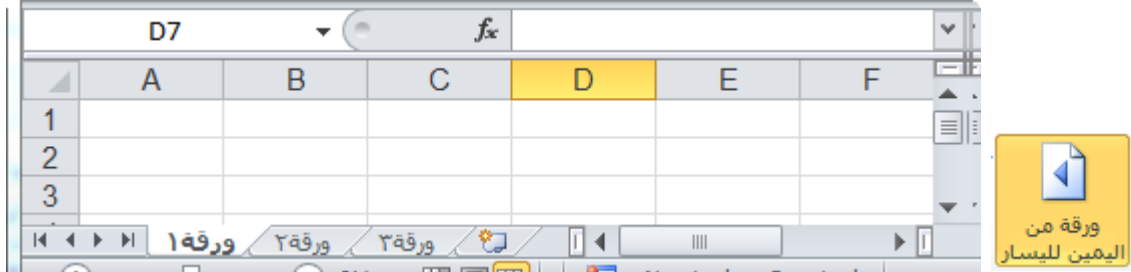 D7 fx
A B C D E F
1
2
3
ورقة١ ورقة٢ ورقة٣
ورقة من
اليمين لليسار